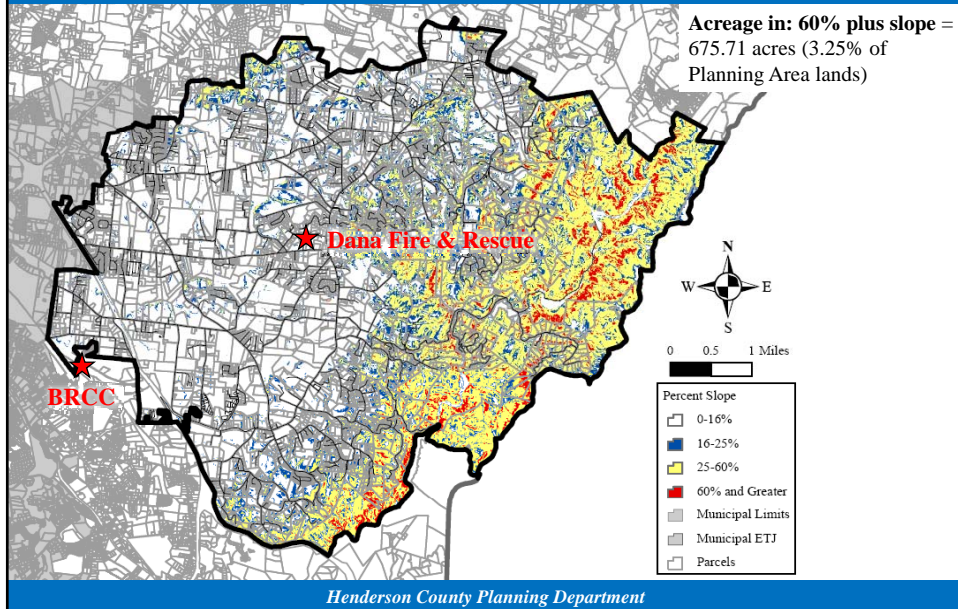 Acreage in: 60% plus slope =
675.71 acres (3.25% of
Planning Area lands)
Dana Fire & Rescue
BRCC
N
W
E
S
0 0.5 1 Miles
Percent Slope
0-16%
16-25%
25-60%
60% and Greater
Municipal Limits
Municipal ETJ
Parcels
Henderson County Planning Department